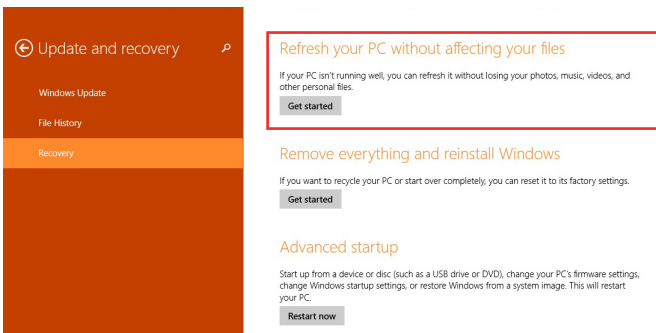 Update and recovery
Windows Update
File History
Recovery
Refresh your PC without affecting your files
If your PC isn't running well, you can refresh it without losing your photos, music, videos, and
other personal files.
Get started
Remove everything and reinstall Windows
If you want to recycle your PC or start over completely, you can reset it to its factory settings.
Get started
Advanced startup
Start up from a device or disc (such as a USB drive or DVD), change your PC's firmware settings,
change Windows startup settings, or restore Windows from a system image. This will restart
your PC.
Restart now